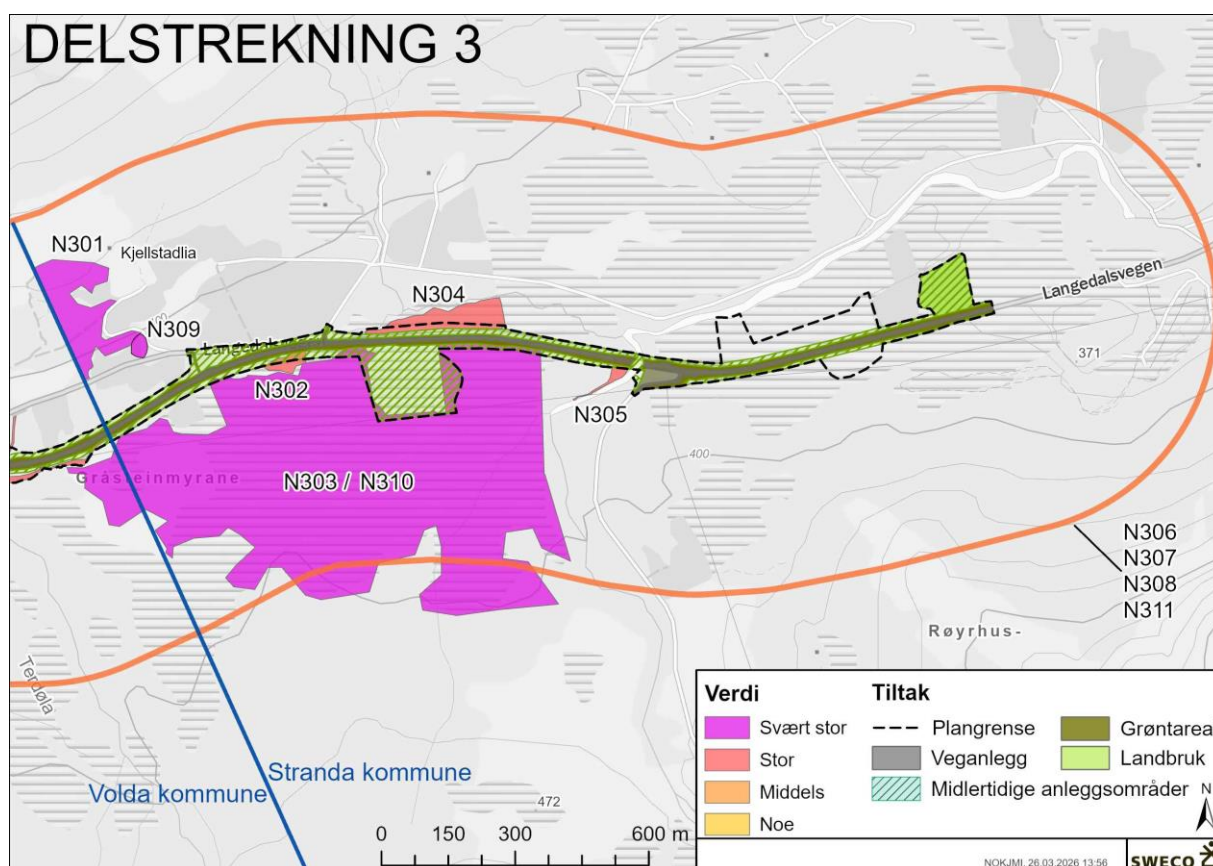 DELSTREKNING 3
N301
Kjellstadlia
N309
N304
Langedalsvegen
N302
N305
371
400
Gråsteinmyrane
N303 / N310
N306
N307
N308
N311
Røyrhus-
Terdøla
Stranda kommune
Volda kommune
472
0 150 300 600 m
Verdi
Svært stor
Stor
Middels
Noe
Tiltak
Plangrense
Veganlegg
Midlertidige anleggsområder
Grøntarea
Landbruk
N
NOKJMI, 26.03.2026 13:56
SWECO